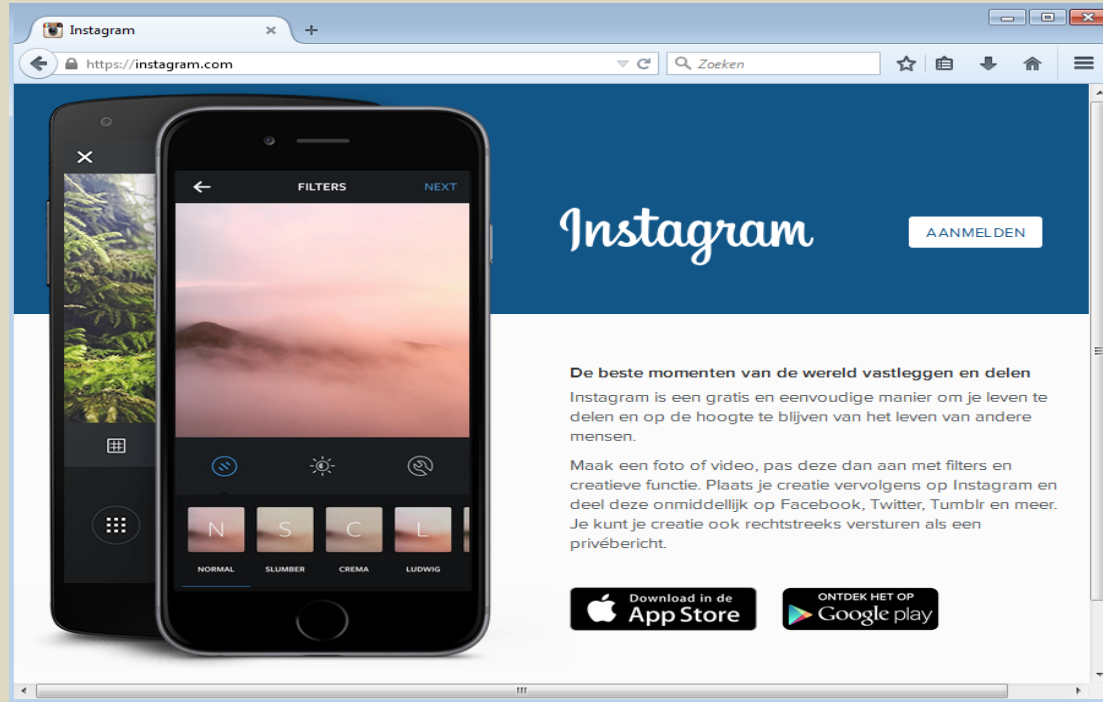 Instagram
https://instagram.com
Zoeken
FILTERS
NEXT
N
S
C
L
NORMAL
SLUMBER
CREMA
LUDWIG
Instagram
AANMELDEN
De beste momenten van de wereld vastleggen en delen
Instagram is een gratis en eenvoudige manier om je leven te
delen en op de hoogte te blijven van het leven van andere
mensen.
Maak een foto of video, pas deze dan aan met filters en
creatieve functie. Plaats je creatie vervolgens op Instagram en
deel deze onmiddellijk op Facebook, Twitter, Tumblr en meer.
Je kunt je creatie ook rechtstreeks versturen als een
privébericht.
Download in de
App Store
ONTDEK HET OP
Google play